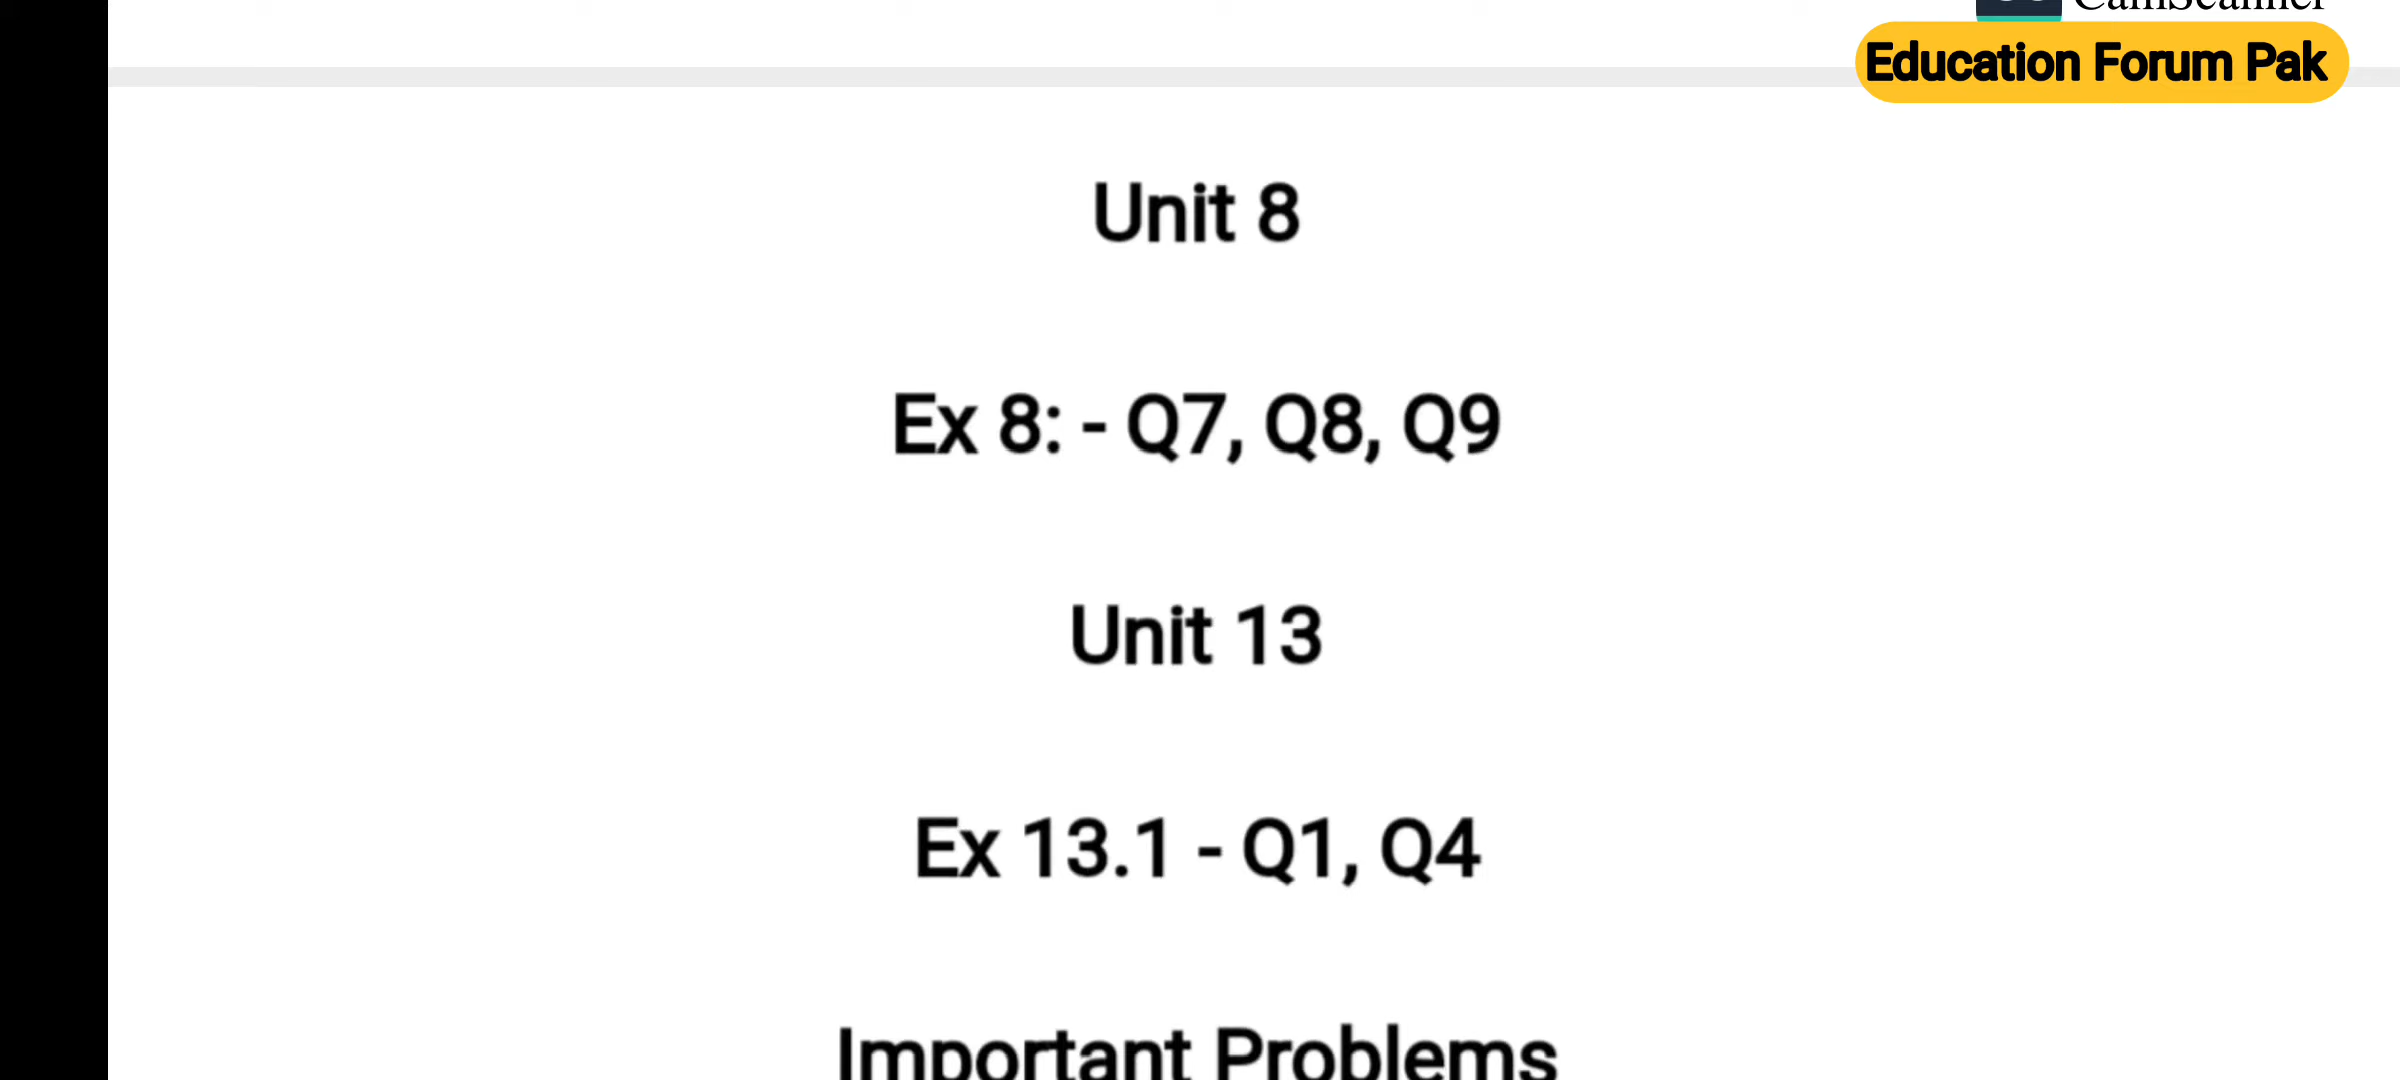 CamScanner
Education Forum Pak
Unit 8
Ex 8: - Q7, Q8, Q9
Unit 13
Ex 13.1 - Q1, Q4
Important Problems